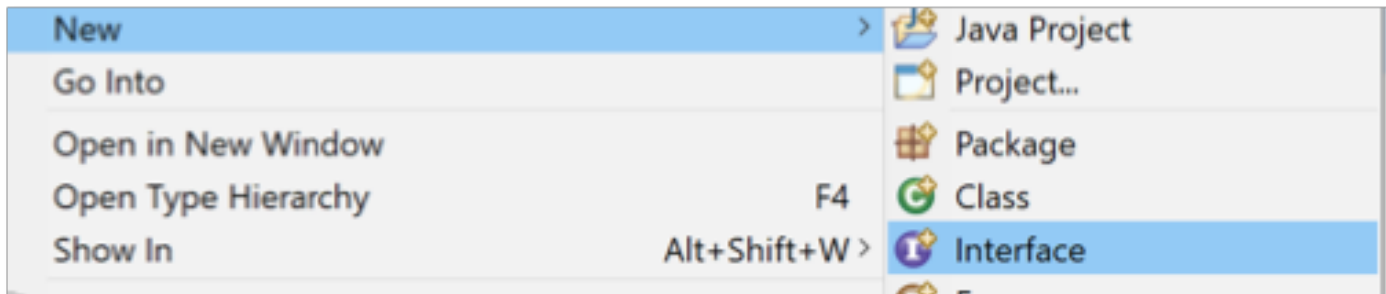 New > Java Project
Go Into Project...
Open in New Window Package
Open Type Hierarchy F4 Class
Show In Alt+Shift+W > Interface